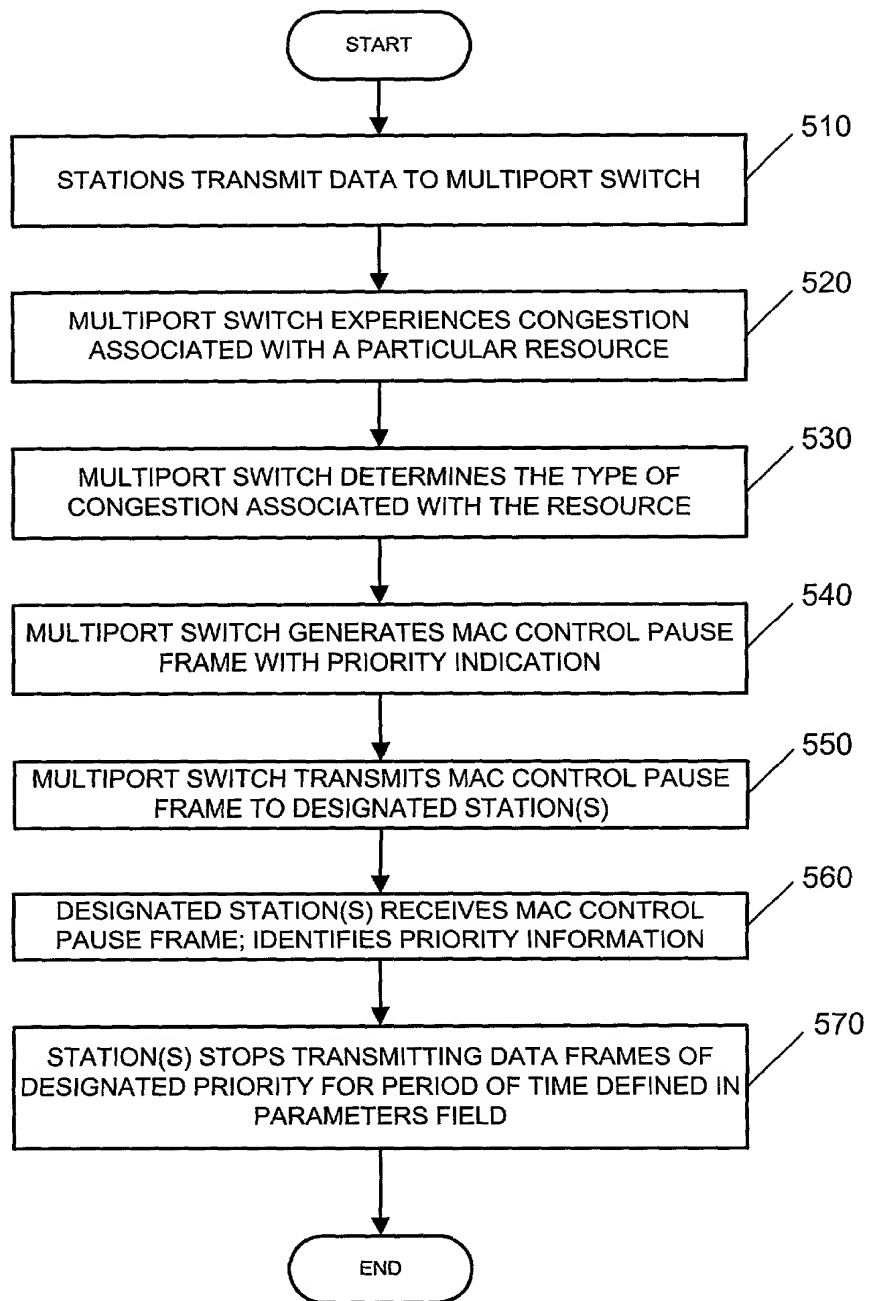 START
510
STATIONS TRANSMIT DATA TO MULTIPORT SWITCH
520
MULTIPORT SWITCH EXPERIENCES CONGESTION
ASSOCIATED WITH A PARTICULAR RESOURCE
530
MULTIPORT SWITCH DETERMINES THE TYPE OF
CONGESTION ASSOCIATED WITH THE RESOURCE
540
MULTIPORT SWITCH GENERATES MAC CONTROL PAUSE
FRAME WITH PRIORITY INDICATION
550
MULTIPORT SWITCH TRANSMITS MAC CONTROL PAUSE
FRAME TO DESIGNATED STATION(S)
560
DESIGNATED STATION(S) RECEIVES MAC CONTROL
PAUSE FRAME; IDENTIFIES PRIORITY INFORMATION
570
STATION(S) STOPS TRANSMITTING DATA FRAMES OF
DESIGNATED PRIORITY FOR PERIOD OF TIME DEFINED IN
PARAMETERS FIELD
END